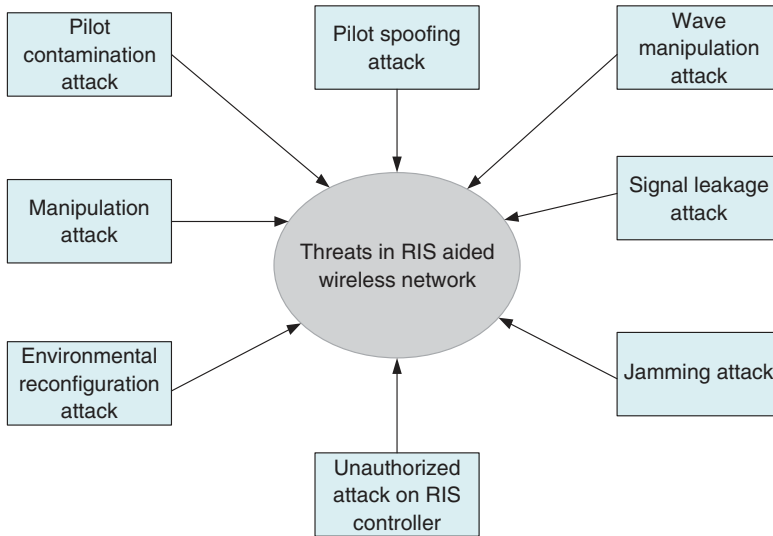 Pilot
contamination
attack
Pilot spoofing
attack
Wave
manipulation
attack
Manipulation
attack
Threats in RIS aided
wireless network
Signal leakage
attack
Environmental
reconfiguration
attack
Jamming attack
Unauthorized
attack on RIS
controller